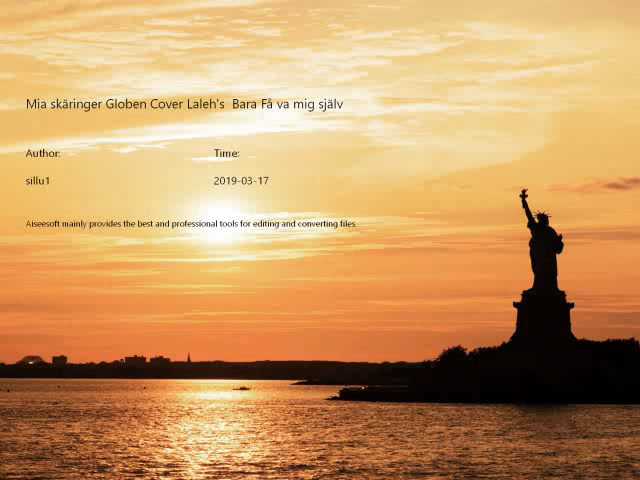 Mia skäringer Globen Cover Laleh's  Bara Få va mig själv
Author: Time:
sillu1 2019-03-17
Aiseesoft mainly provides the best and professional tools for editing and converting files.